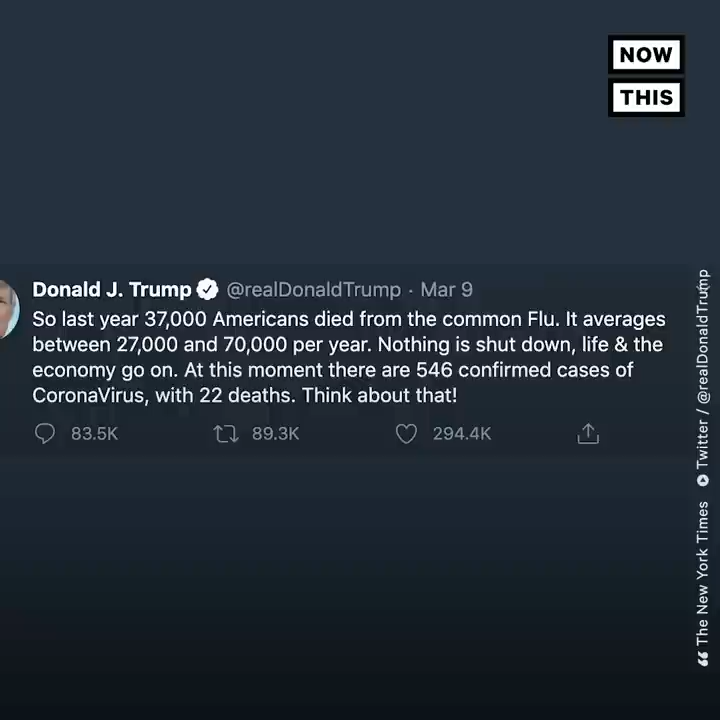 NOW
THIS
Donald J. Trump @realDonaldTrump · Mar 9
So last year 37,000 Americans died from the common Flu. It averages
between 27,000 and 70,000 per year. Nothing is shut down, life & the
economy go on. At this moment there are 546 confirmed cases of
CoronaVirus, with 22 deaths. Think about that!
83.5K 89.3K 294.4K
❝ The New York Times Twitter / @realDonaldTrump